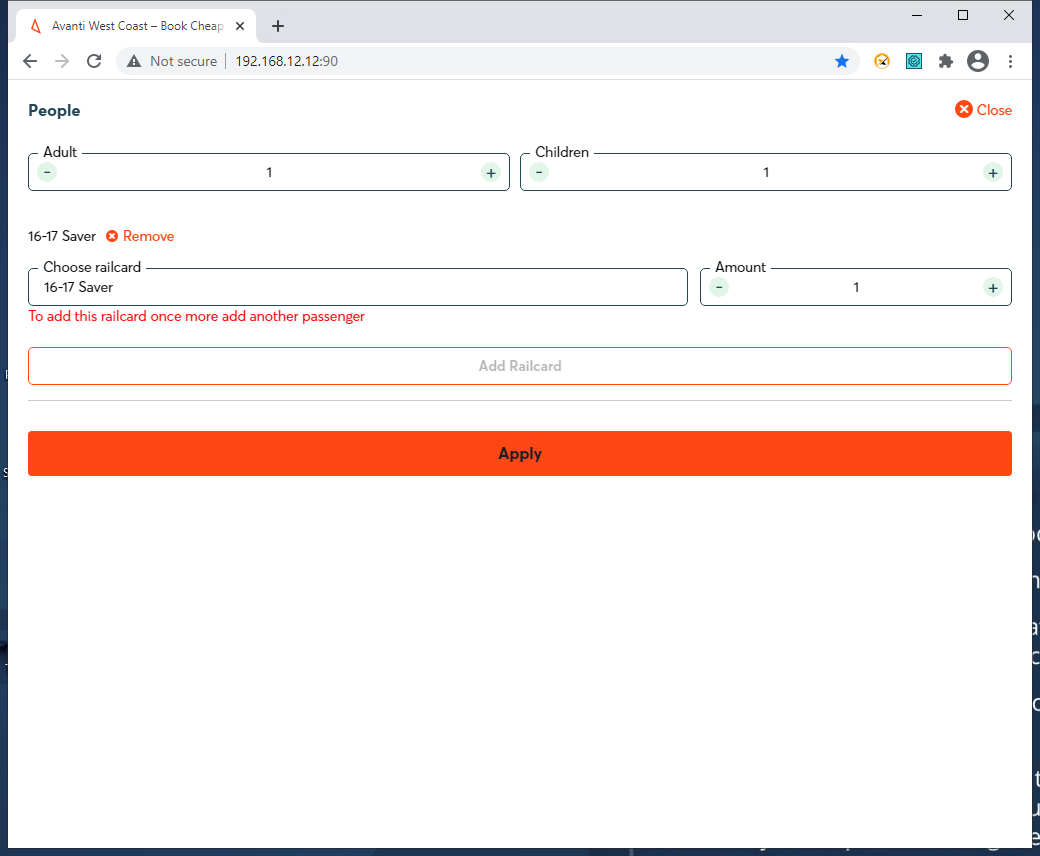 Avanti West Coast – Book Cheap
Not secure
192.168.12.12:90
People
Close
Adult
Children
-
1
+
-
1
+
16-17 Saver
Remove
Choose railcard
Amount
16-17 Saver
-
1
+
To add this railcard once more add another passenger
Add Railcard
Apply